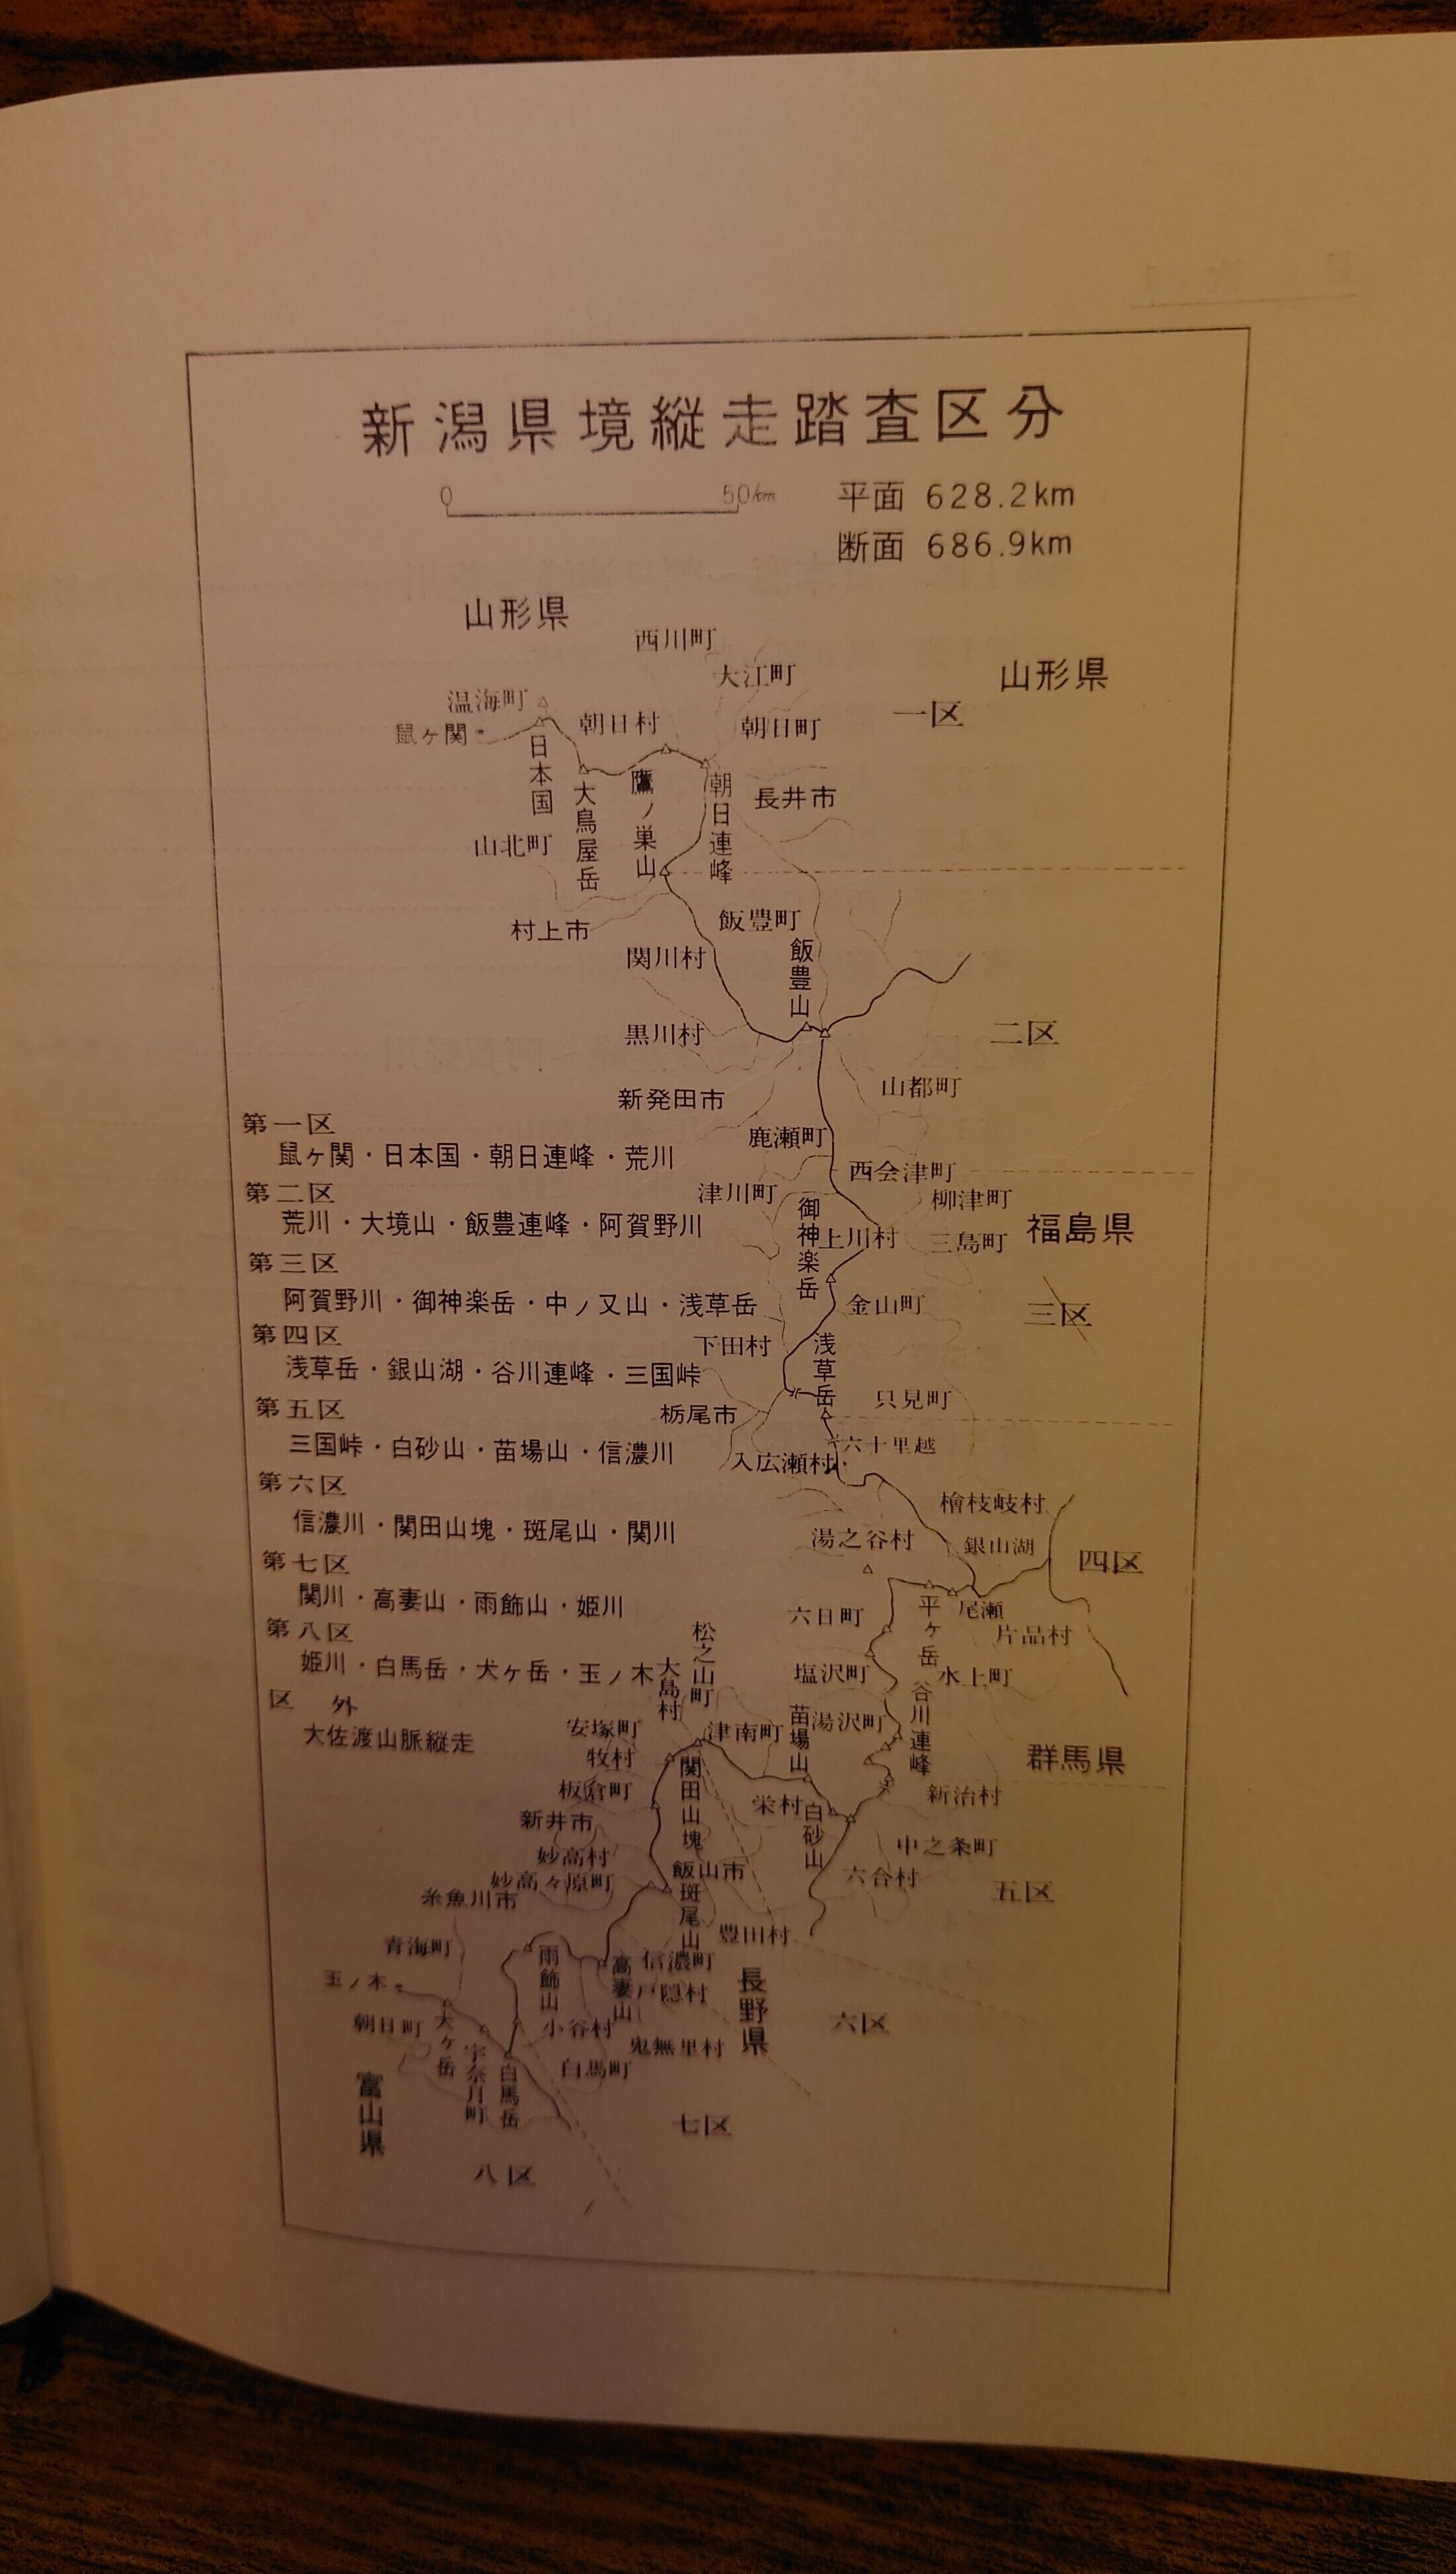 新潟県境縦走踏査区分
0 50km
平面 628.2km
断面 686.9km
山形県
西川町
大江町
山形県
温海町
鼠ヶ関
朝日村
朝日町
一区
日本国
大鳥屋岳
鷹ノ巣山
朝日連峰
長井市
山北町
村上市
飯豊町
関川村
飯豊山
黒川村
二区
新発田市
山都町
鹿瀬町
西会津町
津川町
柳津町
御神楽岳
上川村
三島町
福島県
金山町
三区
下田村
浅草岳
只見町
栃尾市
六十里越
入広瀬村
檜枝岐村
湯之谷村
銀山湖
四区
六日町
平ヶ岳
尾瀬
片品村
塩沢町
水上町
谷川連峰
湯沢町
苗場山
群馬県
新治村
第一区
鼠ヶ関・日本国・朝日連峰・荒川
第二区
荒川・大境山・飯豊連峰・阿賀野川
第三区
阿賀野川・御神楽岳・中ノ又山・浅草岳
第四区
浅草岳・銀山湖・谷川連峰・三国峠
第五区
三国峠・白砂山・苗場山・信濃川
第六区
信濃川・関田山塊・斑尾山・関川
第七区
関川・高妻山・雨飾山・姫川
第八区
姫川・白馬岳・犬ヶ岳・玉ノ木
区外
大佐渡山脈縦走
松之山町
大島村
安塚町
津南町
牧村
関田山塊
板倉町
栄村
白砂山
新井市
中之条町
妙高村
飯山市
六合村
妙高々原町
五区
糸魚川市
斑尾山
豊田村
青海町
雨飾山
高妻山
信濃町
玉ノ木
戸隠村
長野県
朝日町
犬ヶ岳
小谷村
六区
宇奈月町
白馬岳
鬼無里村
白馬町
富山県
七区
八区